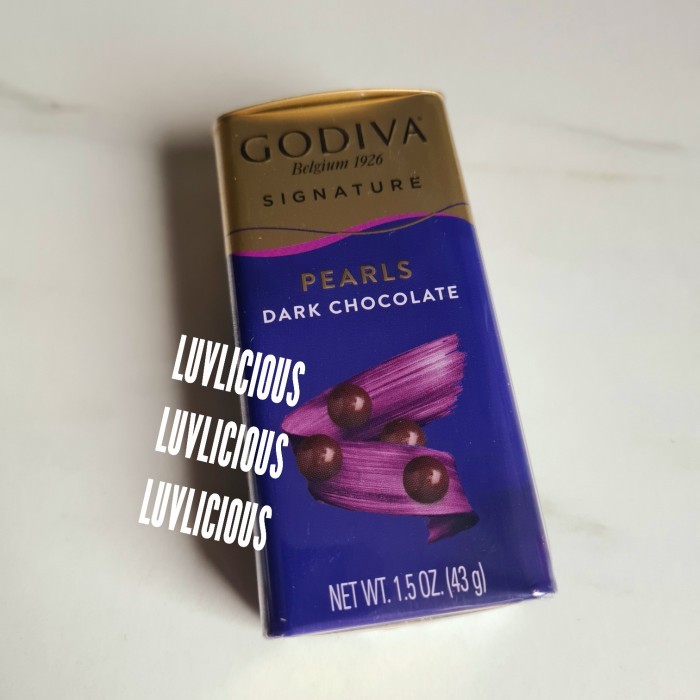 GODIVA
Belgium 1926
SIGNATURE
PEARLS
DARK CHOCOLATE
LUVLICIOUS
LUVLICIOUS
LUVLICIOUS
NET WT. 1.5 OZ. (43 g)